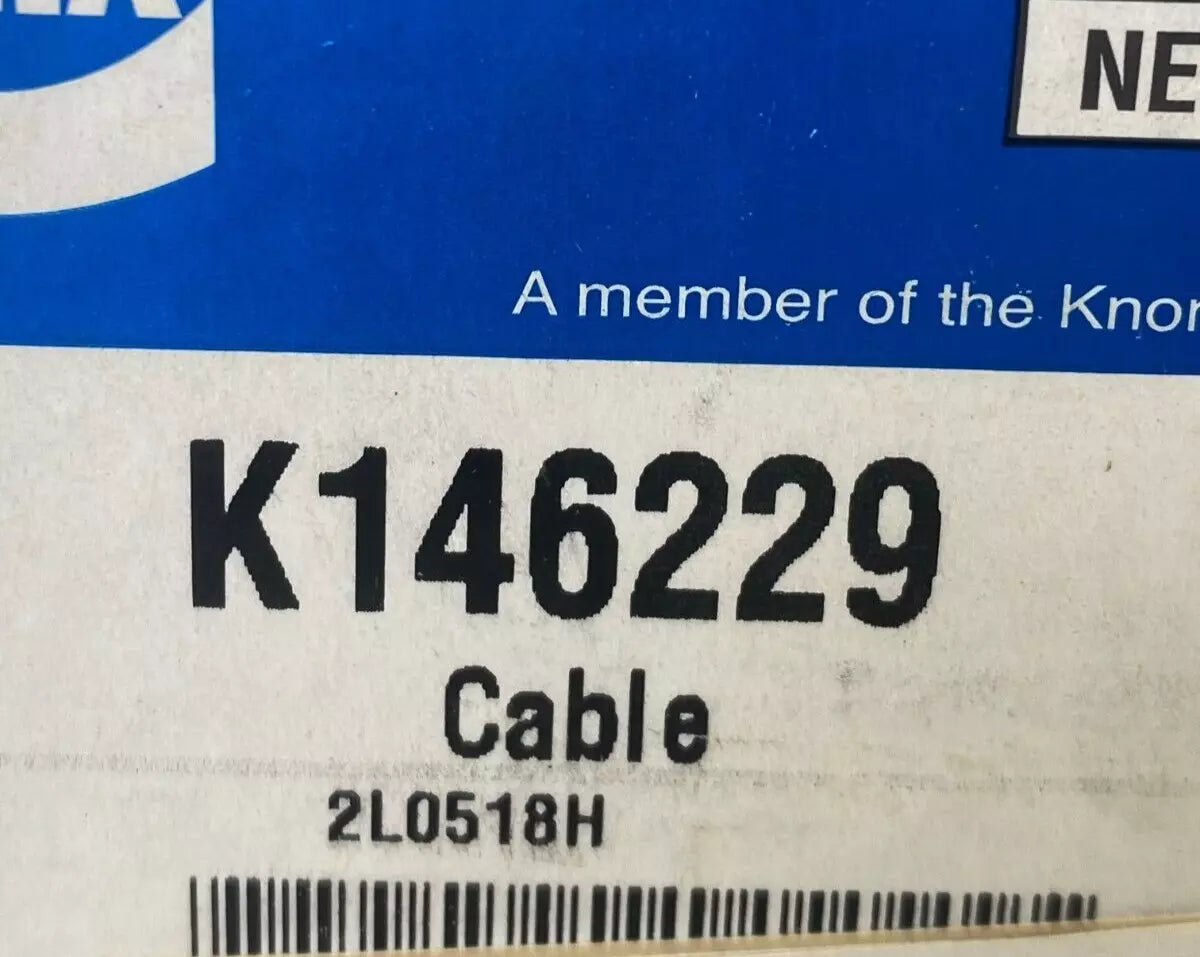 NE
A member of the Knor
K146229
Cable
2L0518H